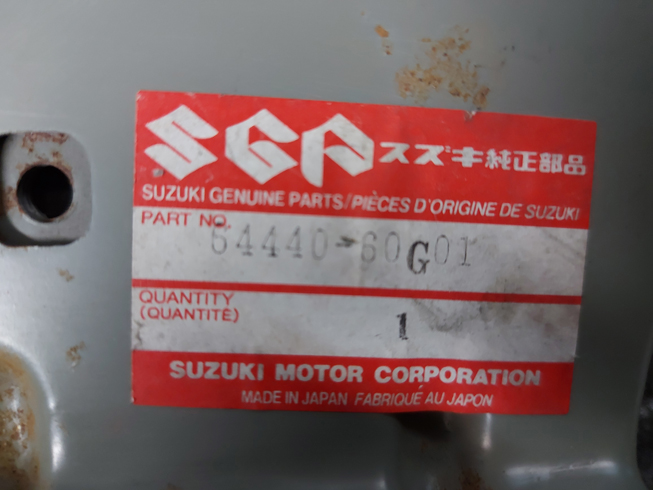 SGP スズキ純正部品
SUZUKI GENUINE PARTS/PIÈCES D'ORIGINE DE SUZUKI
PART NO. 64440-60G01
QUANTITY
(QUANTITÉ) 1
SUZUKI MOTOR CORPORATION
MADE IN JAPAN FABRIQUÉ AU JAPON